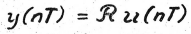 y(nT) = ℛ u(nT)